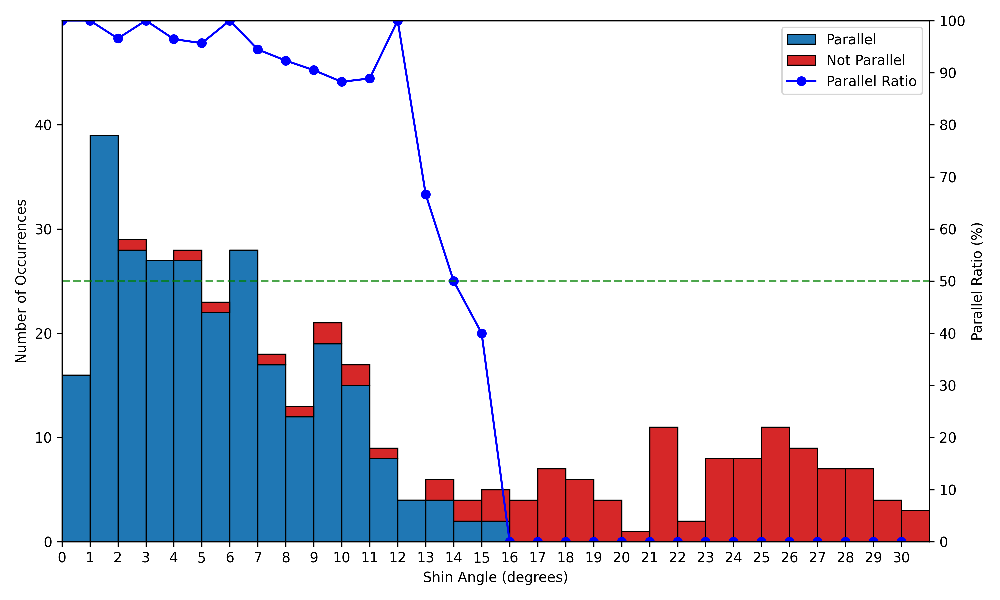 Parallel
Not Parallel
Parallel Ratio
Number of Occurrences
40
30
20
10
0
100
90
80
70
60
50
40
30
20
10
0
Parallel Ratio (%)
0 1 2 3 4 5 6 7 8 9 10 11 12 13 14 15 16 17 18 19 20 21 22 23 24 25 26 27 28 29 30
Shin Angle (degrees)